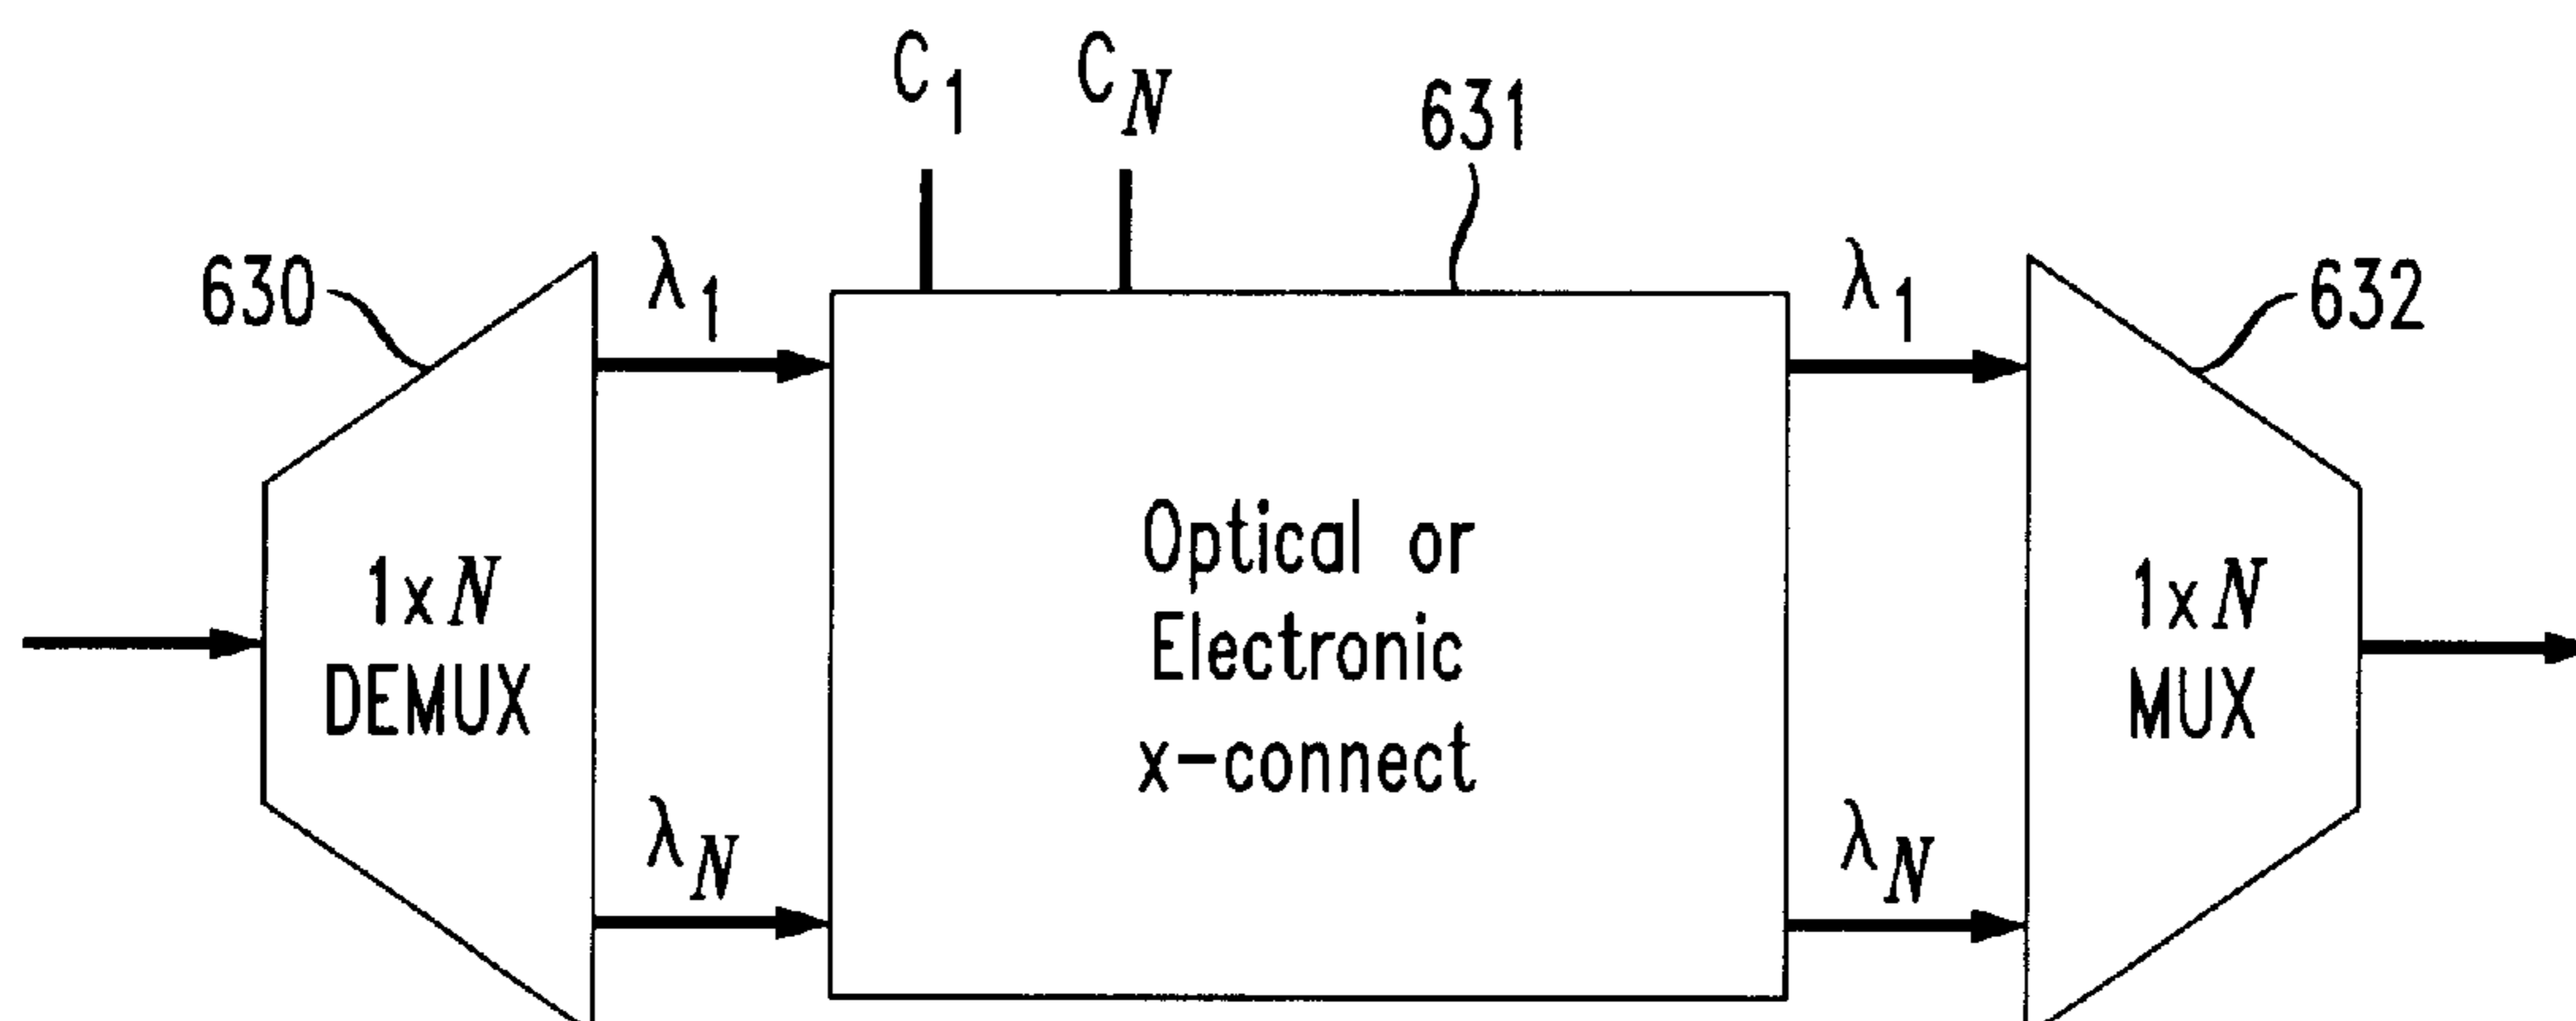 C1 CN 631
630 λ1 λ1 632
1xN
DEMUX
Optical or
Electronic
x-connect
1xN
MUX
λN λN